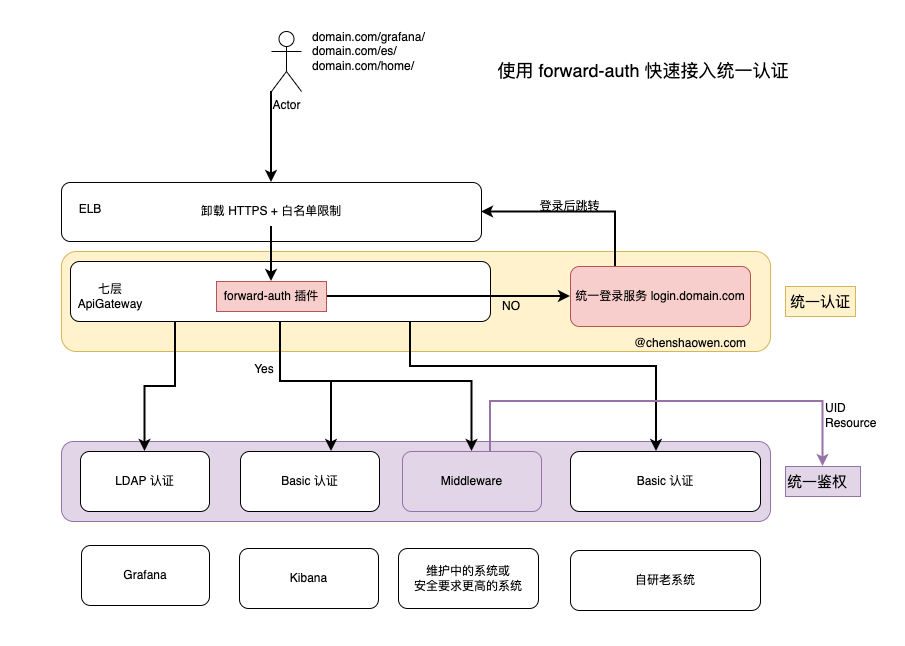 domain.com/grafana/
domain.com/es/
domain.com/home/
使用 forward-auth 快速接入统一认证
Actor
ELB
卸载 HTTPS + 白名单限制
登录后跳转
七层
ApiGateway
forward-auth 插件
NO
统一登录服务 login.domain.com
统一认证
@chenshaowen.com
Yes
UID
Resource
LDAP 认证
Basic 认证
Middleware
Basic 认证
统一鉴权
Grafana
Kibana
维护中的系统或
安全要求更高的系统
自研老系统